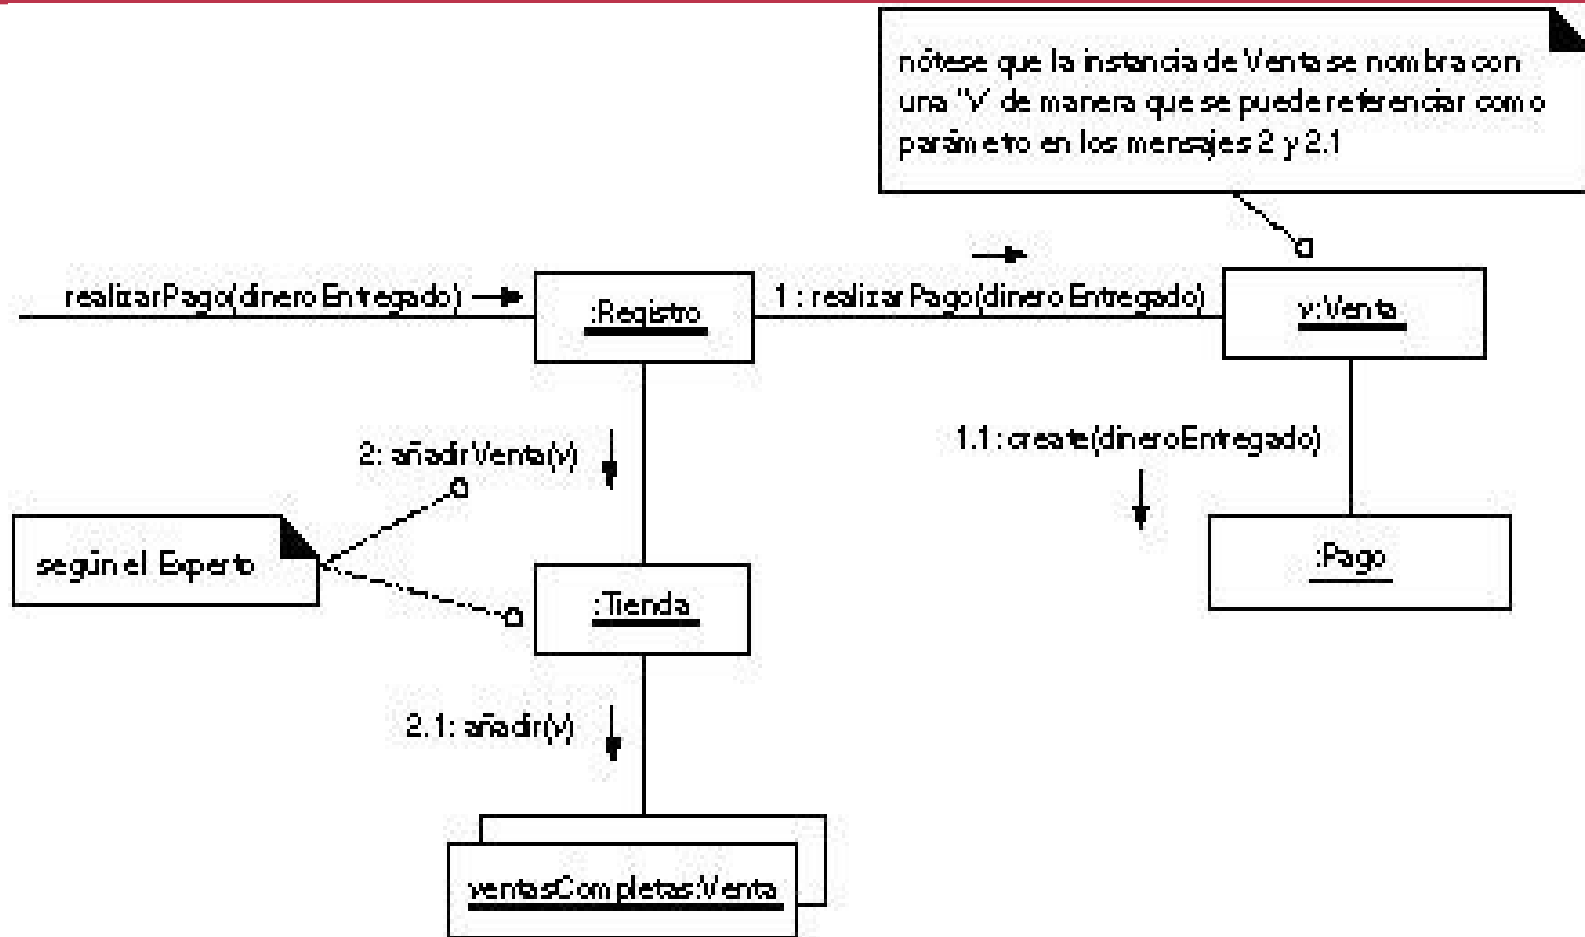 nótese que la instancia de Venta se nombra con
una "v" de manera que se puede referenciar como
parámetro en los mensajes 2 y 2.1
realizarPago(dineroEntregado)
:Registro
1: realizarPago(dineroEntregado)
v:Venta
2: añadirVenta(v)
1.1: create(dineroEntregado)
según el Experto
:Pago
:Tienda
2.1: añadir(v)
ventasCompletas:Venta